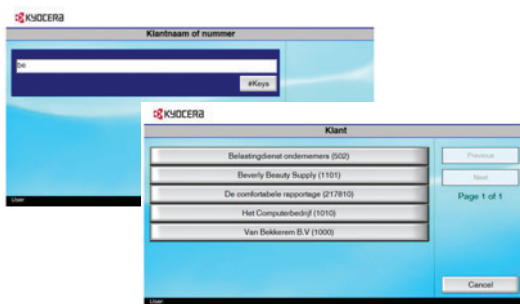 KYOCERA
Klantnaam of nummer
be
#Keys
User:
KYOCERA
Klant
Belastingdienst ondernemers (502)
Beverly Beauty Supply (1101)
De comfortabele rapportage (217810)
Het Computerbedrijf (1010)
Van Bekkerem B.V (1000)
Previous
Next
Page 1 of 1
Cancel
User: